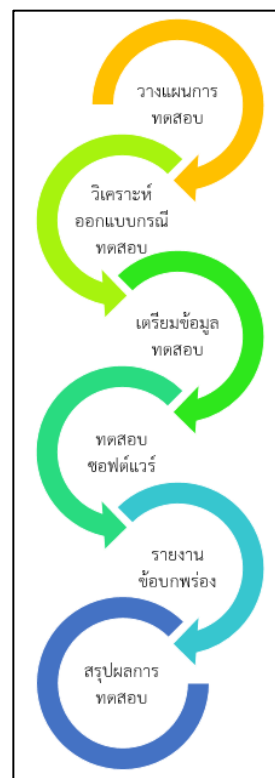 วางแผนการ
ทดสอบ
วิเคราะห์
ออกแบบกรณี
ทดสอบ
เตรียมข้อมูล
ทดสอบ
ทดสอบ
ซอฟต์แวร์
รายงาน
ข้อบกพร่อง
สรุปผลการ
ทดสอบ